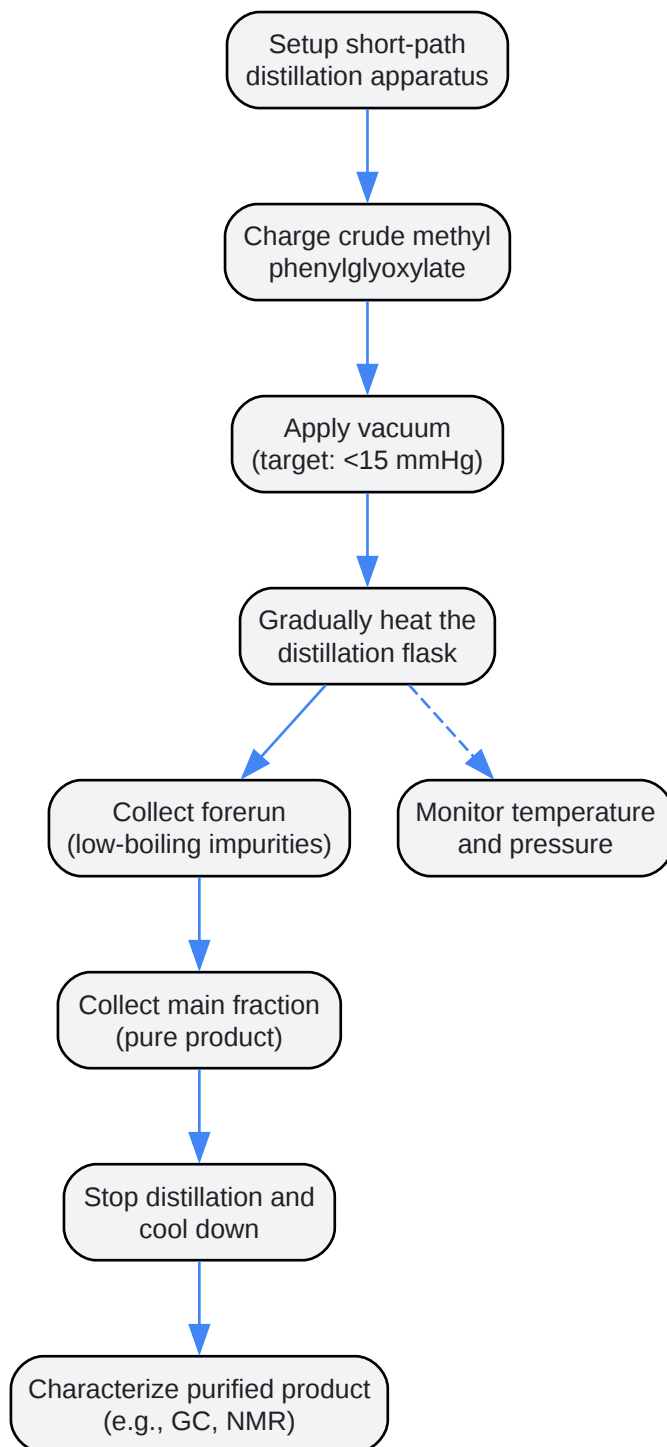 Setup short-path
distillation apparatus
Charge crude methyl
phenylglyoxylate
Apply vacuum
(target: <15 mmHg)
Gradually heat the
distillation flask
Collect forerun
(low-boiling impurities)
Monitor temperature
and pressure
Collect main fraction
(pure product)
Stop distillation and
cool down
Characterize purified product
(e.g., GC, NMR)